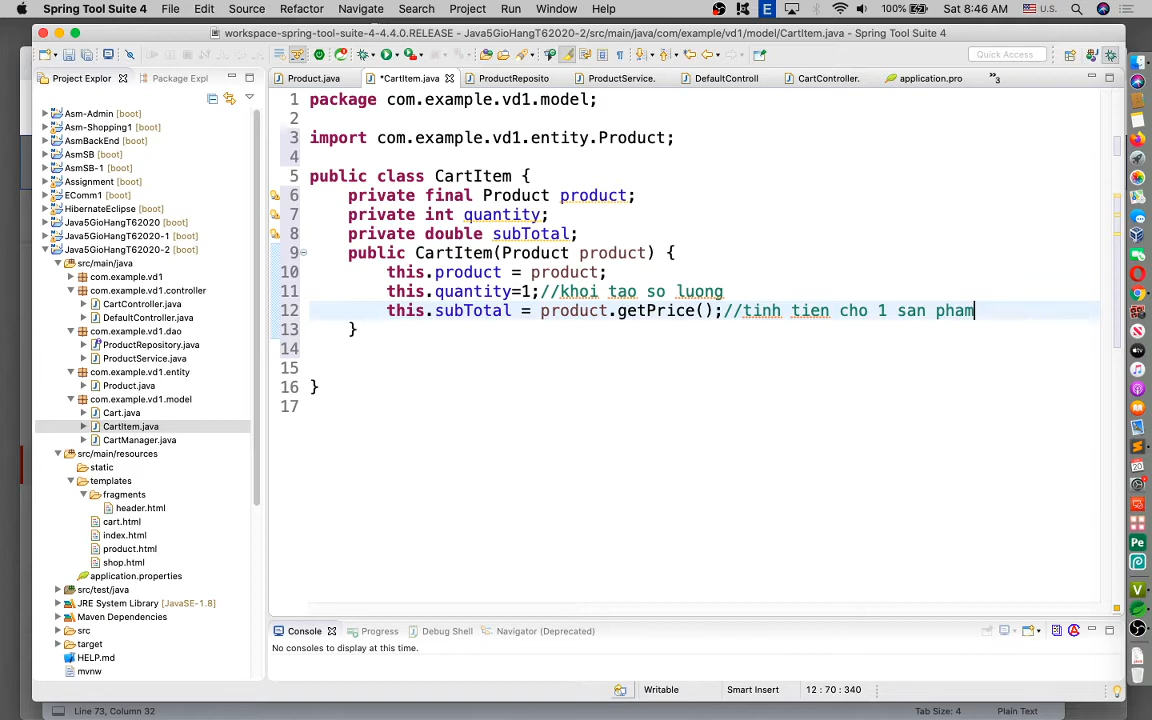 Spring Tool Suite 4 File Edit Source Refactor Navigate Search Project Run Window Help 100% Sat 8:46 AM U.S.
workspace-spring-tool-suite-4-4.4.0.RELEASE - Java5GioHangT62020-2/src/main/java/com/example/vd1/model/CartItem.java - Spring Tool Suite 4
Quick Access
Project Explor Package Expl
Product.java *CartItem.java ProductReposito ProductService. DefaultControll CartController. application.pro »3
Asm-Admin [boot]
Asm-Shopping1 [boot]
AsmBackEnd [boot]
AsmSB [boot]
AsmSB-1 [boot]
Assignment [boot]
EComm1 [boot]
HibernateEclipse [boot]
Java5GioHangT62020 [boot]
Java5GioHangT62020-1 [boot]
Java5GioHangT62020-2 [boot]
src/main/java
com.example.vd1
com.example.vd1.controller
CartController.java
DefaultController.java
com.example.vd1.dao
ProductRepository.java
ProductService.java
com.example.vd1.entity
Product.java
com.example.vd1.model
Cart.java
CartItem.java
CartManager.java
src/main/resources
static
templates
fragments
header.html
cart.html
index.html
product.html
shop.html
application.properties
src/test/java
JRE System Library [JavaSE-1.8]
Maven Dependencies
src
target
HELP.md
mvnw
1 package com.example.vd1.model;
2
3 import com.example.vd1.entity.Product;
4
5 public class CartItem {
6 private final Product product;
7 private int quantity;
8 private double subTotal;
9 public CartItem(Product product) {
10 this.product = product;
11 this.quantity=1;//khoi tao so luong
12 this.subTotal = product.getPrice();//tinh tien cho 1 san pham
13 }
14
15
16 }
17
Console Progress Debug Shell Navigator (Deprecated)
No consoles to display at this time.
Writable Smart Insert 12 : 70 : 340
Line 73, Column 32 Tab Size: 4 Plain Text